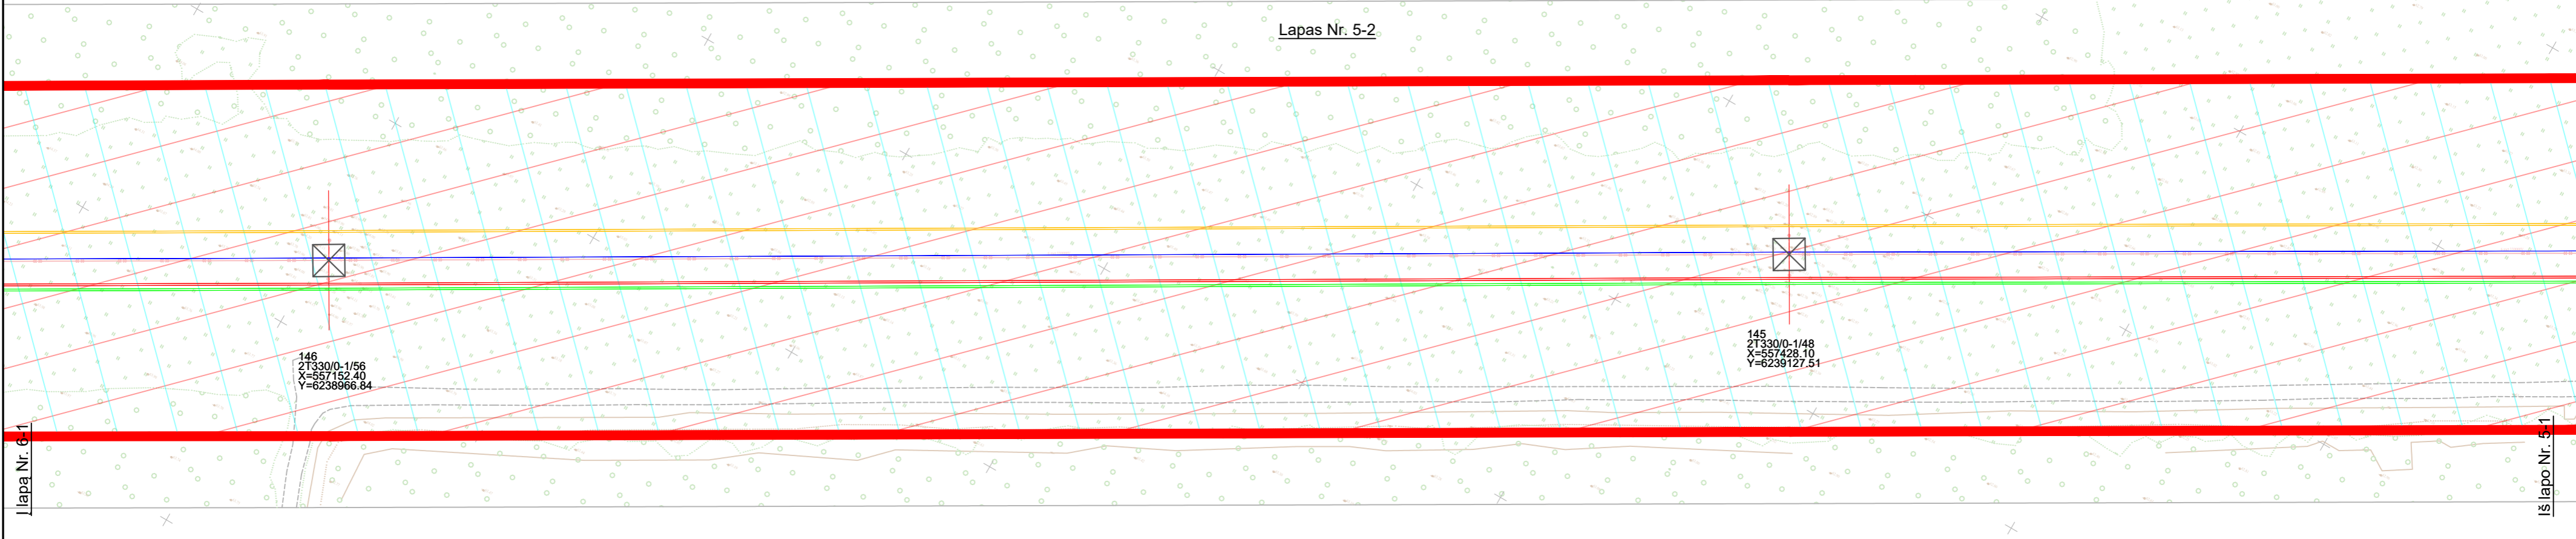 Lapas Nr. 5-2
146
2T330/0-1/56
X=557152.40
Y=6238966.84
145
2T330/0-1/48
X=557428.10
Y=6239127.51
Į lapą Nr. 6-1
Iš lapo Nr. 5-1